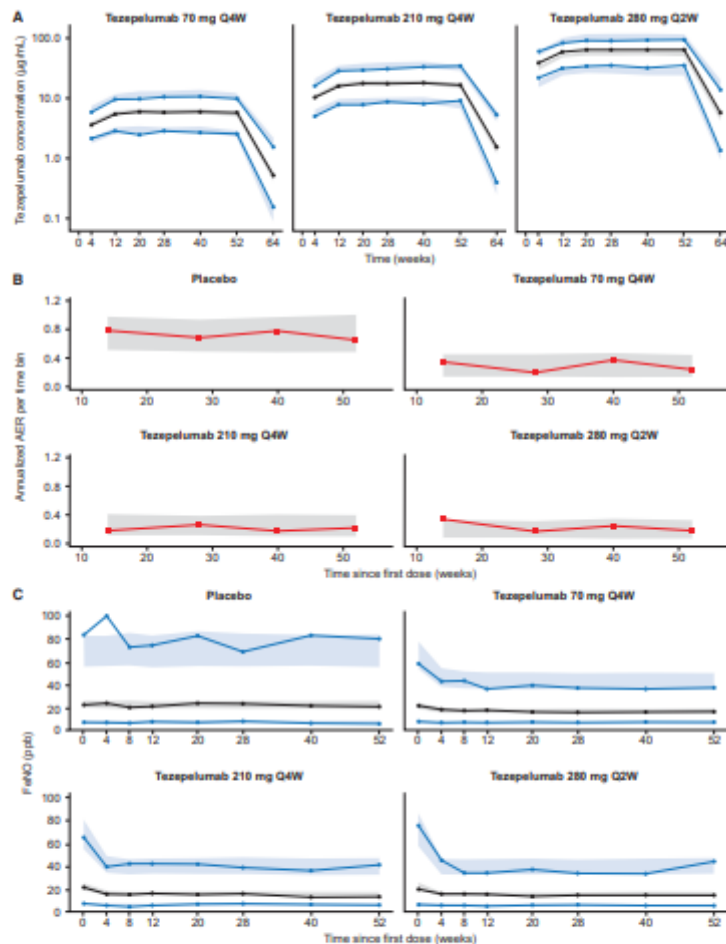 A
Tezepelumab 70 mg Q4W Tezepelumab 210 mg Q4W Tezepelumab 280 mg Q2W
Tezepelumab concentration (µg/mL)
100.0
10.0
1.0
0.1
0 4 12 20 28 40 52 64 0 4 12 20 28 40 52 64 0 4 12 20 28 40 52 64
Time (weeks)
B
Placebo Tezepelumab 70 mg Q4W
Annualized AER per time bin
1.2
0.8
0.4
0.0
10 20 30 40 50 10 20 30 40 50
Tezepelumab 210 mg Q4W Tezepelumab 280 mg Q2W
1.2
0.8
0.4
0.0
10 20 30 40 50 10 20 30 40 50
Time since first dose (weeks)
C
Placebo Tezepelumab 70 mg Q4W
FeNO (ppb)
100
80
60
40
20
0
0 4 8 12 20 28 40 52 0 4 8 12 20 28 40 52
Tezepelumab 210 mg Q4W Tezepelumab 280 mg Q2W
100
80
60
40
20
0
0 4 8 12 20 28 40 52 0 4 8 12 20 28 40 52
Time since first dose (weeks)